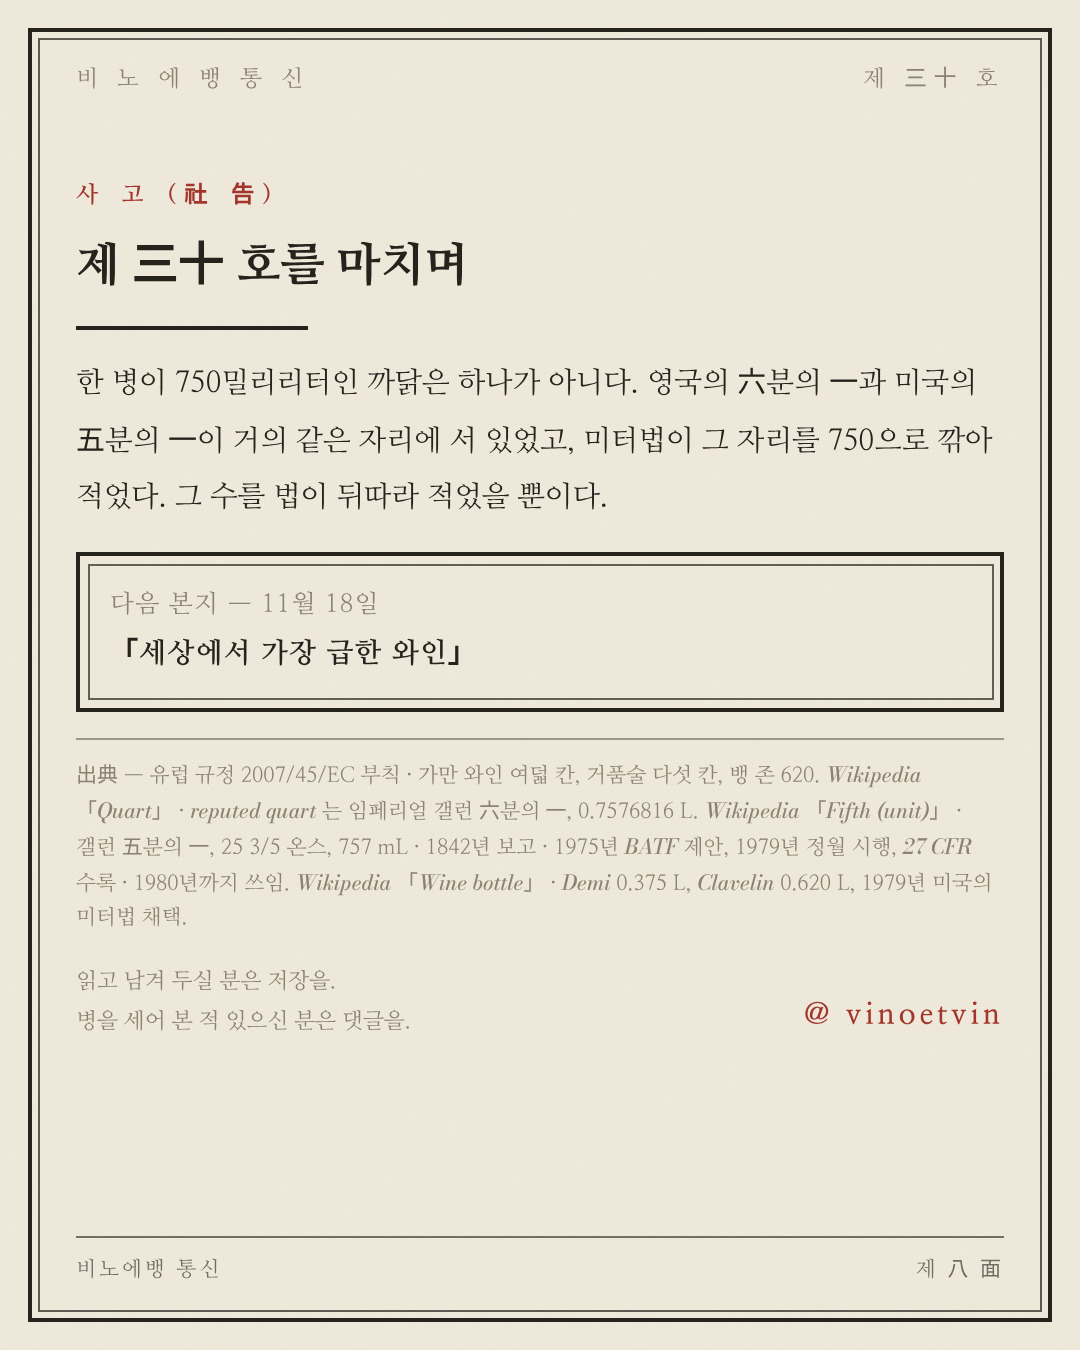 비노에뱅통신
제 三十 호
사 고 (社 告)
제 三十 호를 마치며
한 병이 750밀리리터인 까닭은 하나가 아니다. 영국의 六분의 一과 미국의
五분의 一이 거의 같은 자리에 서 있었고, 미터법이 그 자리를 750으로 깎아
적었다. 그 수를 법이 뒤따라 적었을 뿐이다.
다음 본지 — 11월 18일
「세상에서 가장 급한 와인」
出典 — 유럽 규정 2007/45/EC 부칙 · 가만 와인 여덟 칸, 거품술 다섯 칸, 뱅 존 620. Wikipedia
「Quart」 · reputed quart 는 임페리얼 갤런 六분의 一, 0.7576816 L. Wikipedia 「Fifth (unit)」 ·
갤런 五분의 一, 25 3/5 온스, 757 mL · 1842년 보고 · 1975년 BATF 제안, 1979년 정월 시행, 27 CFR
수록 · 1980년까지 쓰임. Wikipedia 「Wine bottle」 · Demi 0.375 L, Clavelin 0.620 L, 1979년 미국의
미터법 채택.
읽고 남겨 두실 분은 저장을.
병을 세어 본 적 있으신 분은 댓글을.
@ vinoetvin
비노에뱅 통신
제 八 面